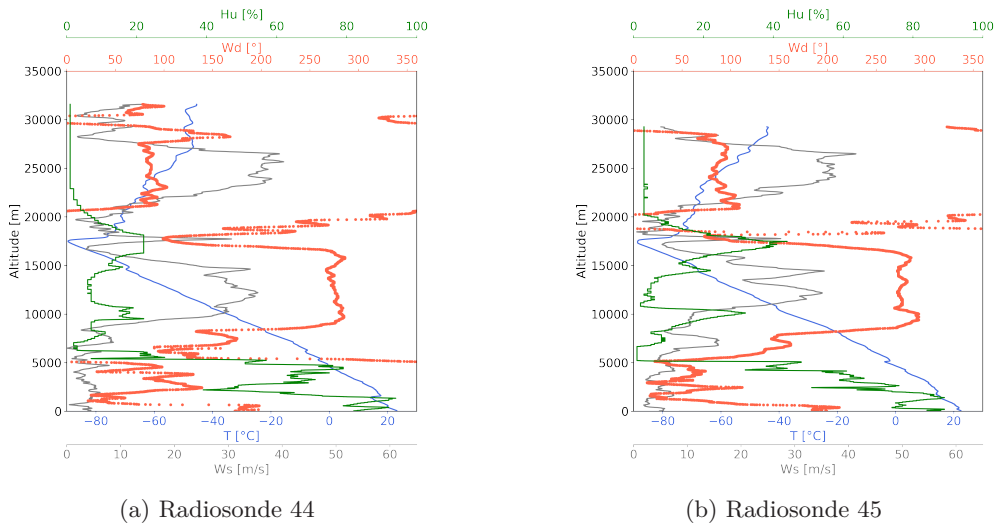 Hu [%]
0 20 40 60 80 100
Wd [°]
0 50 100 150 200 250 300 350
35000
30000
25000
20000
15000
10000
5000
0
Altitude [m]
−80 −60 −40 −20 0 20
T [°C]
0 10 20 30 40 50 60
Ws [m/s]
(a) Radiosonde 44
Hu [%]
0 20 40 60 80 100
Wd [°]
0 50 100 150 200 250 300 350
35000
30000
25000
20000
15000
10000
5000
0
Altitude [m]
−80 −60 −40 −20 0 20
T [°C]
0 10 20 30 40 50 60
Ws [m/s]
(b) Radiosonde 45